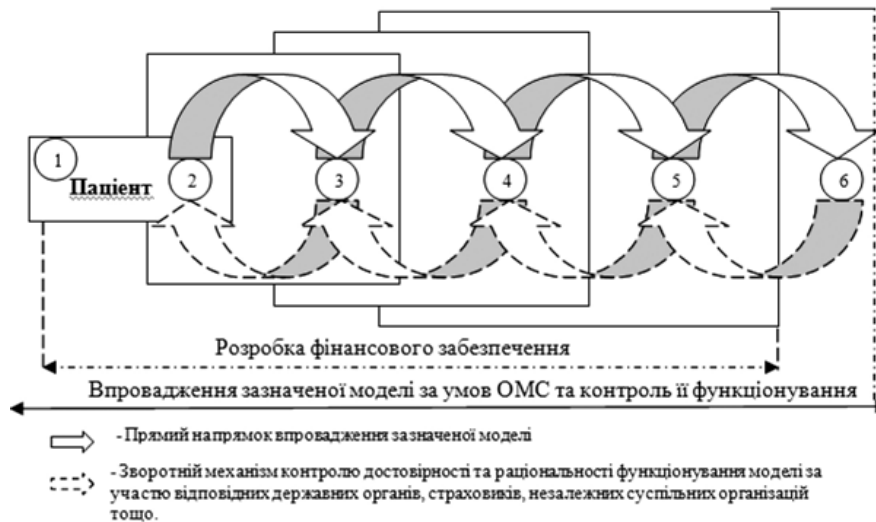 1
Пацієнт
2 3 4 5 6
Розробка фінансового забезпечення
Впровадження зазначеної моделі за умов ОМС та контроль її функціонування
- Прямий напрямок впровадження зазначеної моделі
- Зворотній механізм контролю достовірності та раціональності функціонування моделі за
участю відповідних державних органів, страховиків, незалежних суспільних організацій
тощо.